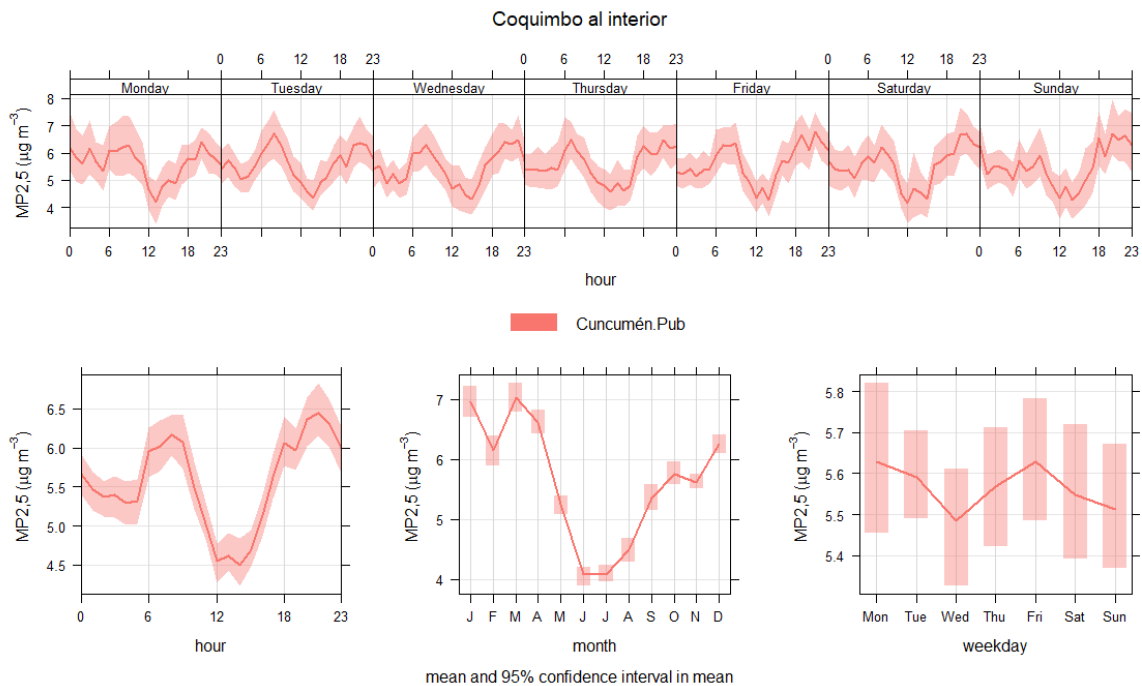 Coquimbo al interior
0 6 12 18 23 0 6 12 18 23 0 6 12 18 23
Monday Tuesday Wednesday Thursday Friday Saturday Sunday
MP2,5 (µg m⁻³)
8
7
6
5
4
0 6 12 18 23 0 6 12 18 23 0 6 12 18 23 0 6 12 18 23
hour
Cuncumén.Pub
MP2,5 (µg m⁻³)
6.5
6.0
5.5
5.0
4.5
0 6 12 18 23
hour
MP2,5 (µg m⁻³)
7
6
5
4
J F M A M J J A S O N D
month
MP2,5 (µg m⁻³)
5.8
5.7
5.6
5.5
5.4
Mon Tue Wed Thu Fri Sat Sun
weekday
mean and 95% confidence interval in mean